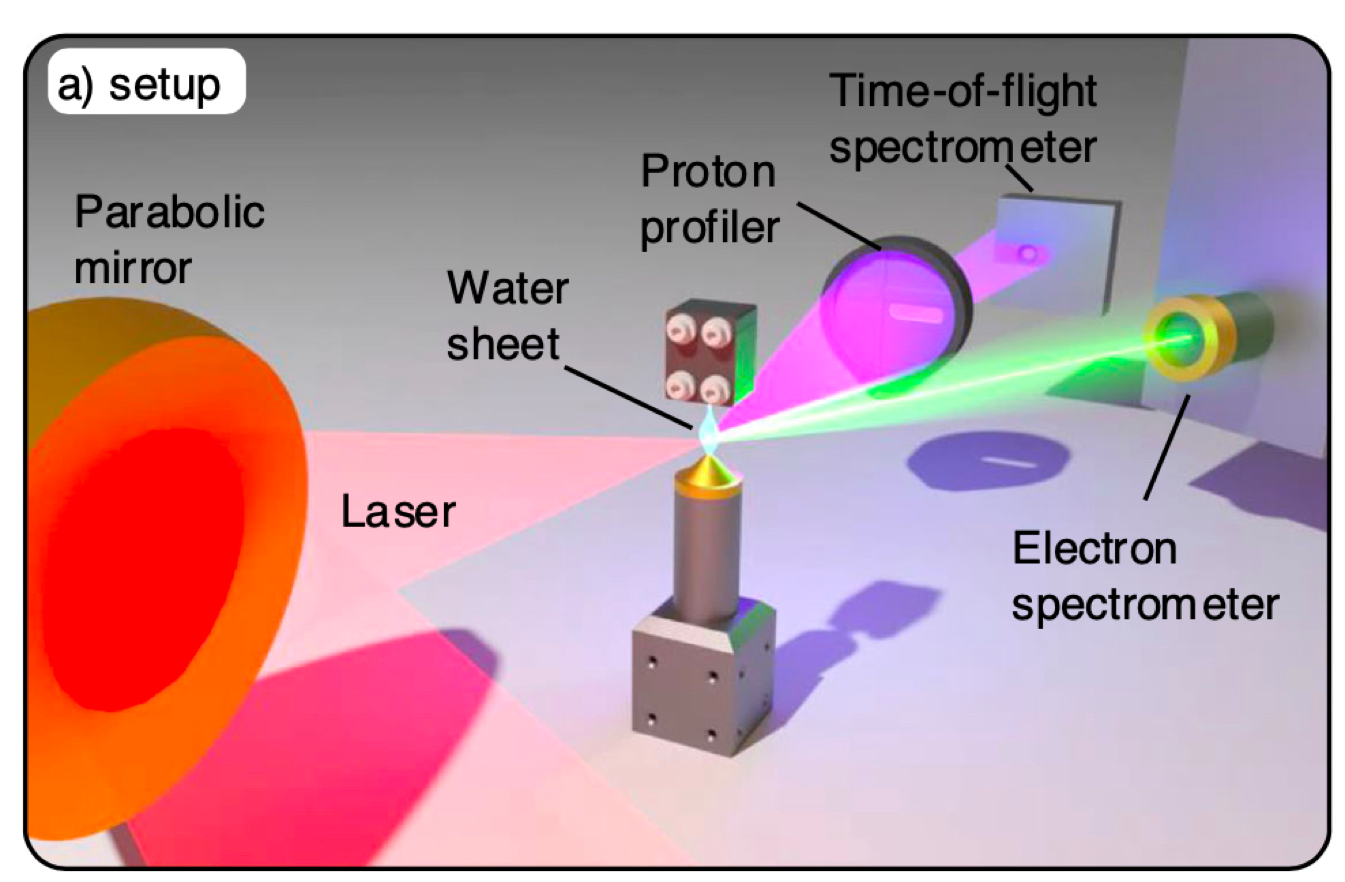 a) setup
Time-of-flight
spectrometer
Proton
profiler
Parabolic
mirror
Water
sheet
Laser
Electron
spectrometer